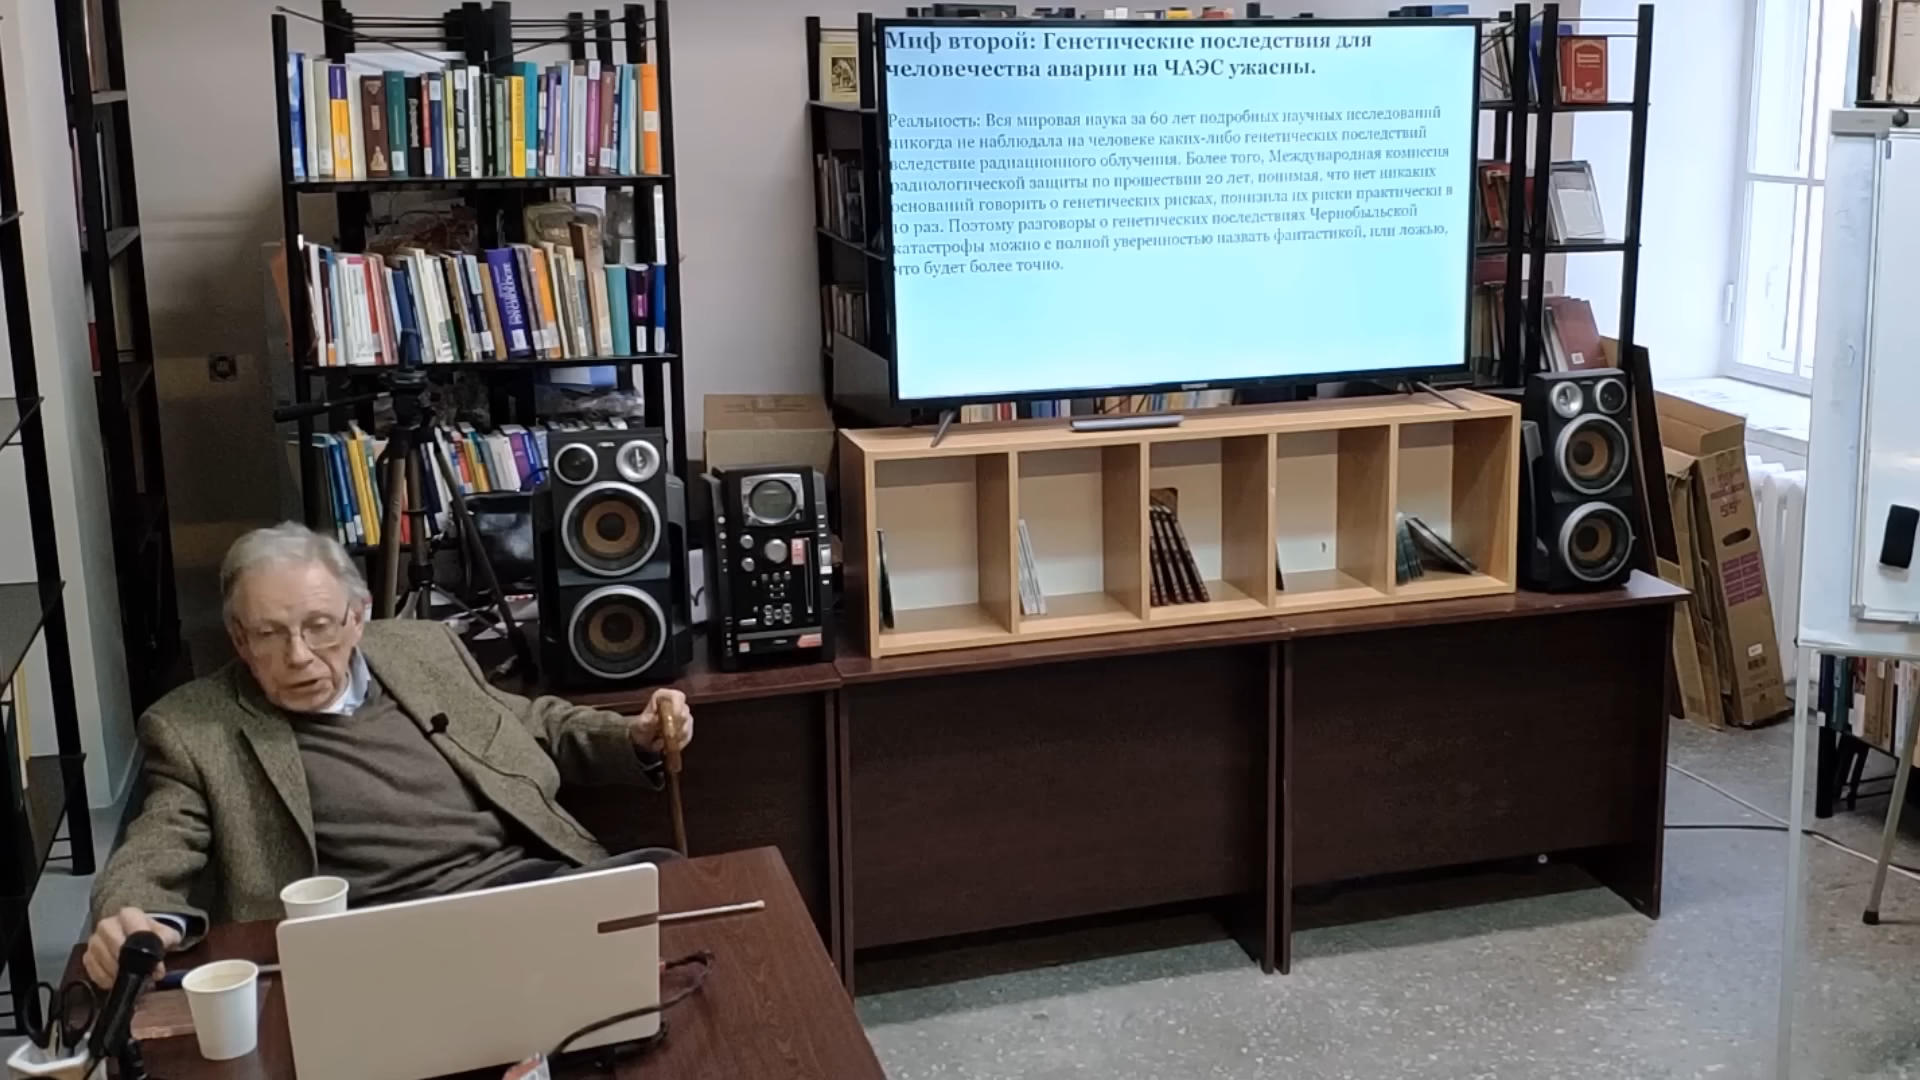 Миф второй: Генетические последствия для
человечества аварии на ЧАЭС ужасны.
Реальность: Вся мировая наука за 60 лет подробных научных исследований
никогда не наблюдала на человеке каких-либо генетических последствий
вследствие радиационного облучения. Более того, Международная комиссия
радиологической защиты по прошествии 20 лет, понимая, что нет никаких
оснований говорить о генетических рисках, понизила их риски практически в
10 раз. Поэтому разговоры о генетических последствиях Чернобыльской
катастрофы можно с полной уверенностью назвать фантастикой, или ложью,
что будет более точно.